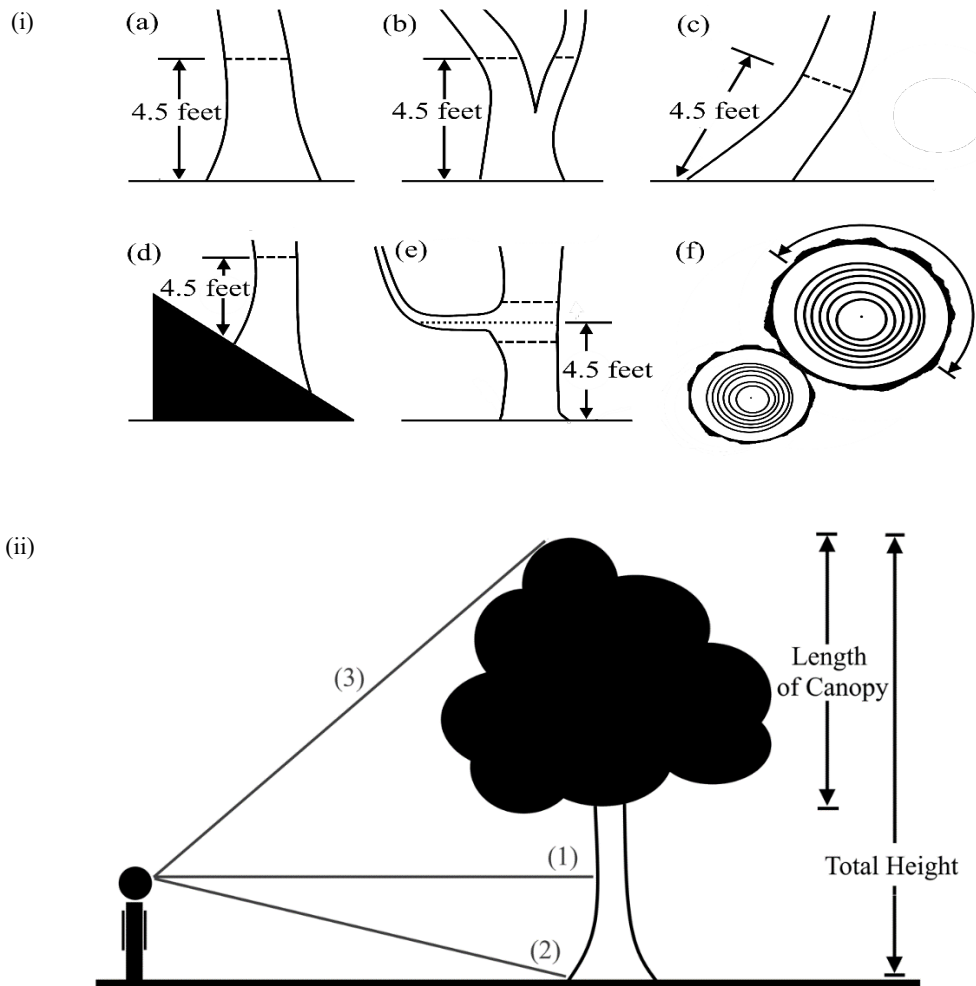 (i)
(a)
(b)
(c)
4.5 feet
4.5 feet
4.5 feet
(d)
(e)
(f)
4.5 feet
4.5 feet
(ii)
(3)
Length
of Canopy
(1)
Total Height
(2)